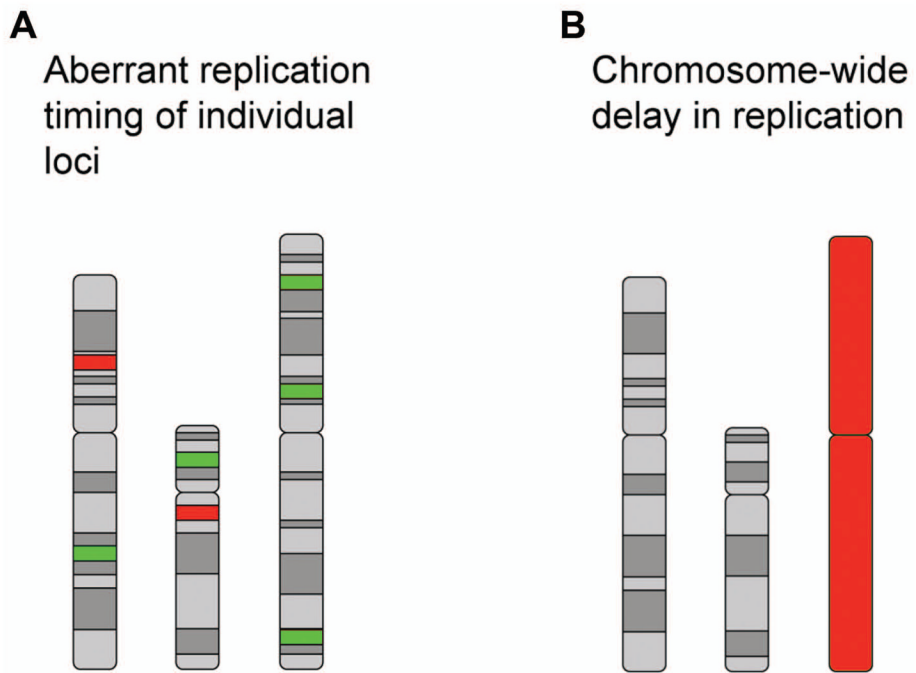 A
Aberrant replication
timing of individual
loci
B
Chromosome-wide
delay in replication